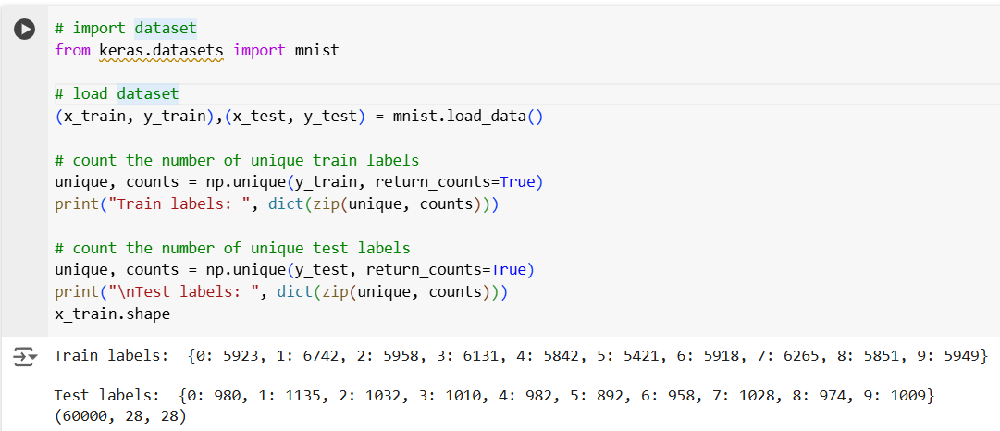 # import dataset
from keras.datasets import mnist
# load dataset
(x_train, y_train),(x_test, y_test) = mnist.load_data()
# count the number of unique train labels
unique, counts = np.unique(y_train, return_counts=True)
print("Train labels: ", dict(zip(unique, counts)))
# count the number of unique test labels
unique, counts = np.unique(y_test, return_counts=True)
print("\nTest labels: ", dict(zip(unique, counts)))
x_train.shape
Train labels:  {0: 5923, 1: 6742, 2: 5958, 3: 6131, 4: 5842, 5: 5421, 6: 5918, 7: 6265, 8: 5851, 9: 5949}
Test labels:  {0: 980, 1: 1135, 2: 1032, 3: 1010, 4: 982, 5: 892, 6: 958, 7: 1028, 8: 974, 9: 1009}
(60000, 28, 28)